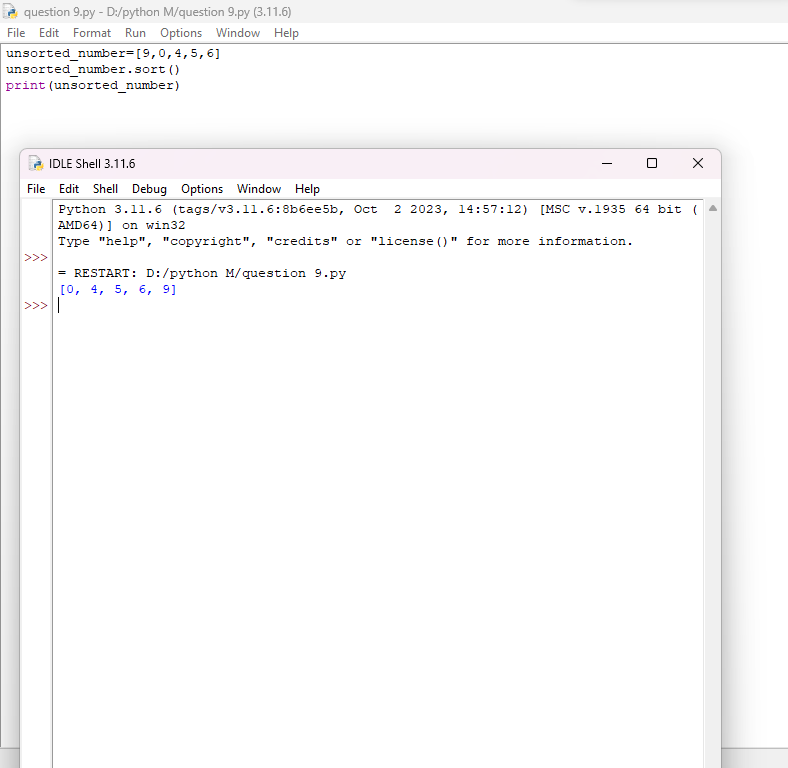 question 9.py - D:/python M/question 9.py (3.11.6)
File Edit Format Run Options Window Help
unsorted_number=[9,0,4,5,6]
unsorted_number.sort()
print(unsorted_number)
IDLE Shell 3.11.6
File Edit Shell Debug Options Window Help
Python 3.11.6 (tags/v3.11.6:8b6ee5b, Oct  2 2023, 14:57:12) [MSC v.1935 64 bit (
AMD64)] on win32
Type "help", "copyright", "credits" or "license()" for more information.
>>>
= RESTART: D:/python M/question 9.py
[0, 4, 5, 6, 9]
>>>